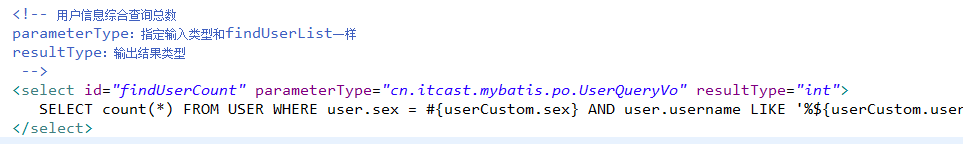 <!-- 用户信息综合查询总数
parameterType：指定输入类型和findUserList一样
resultType：输出结果类型
-->
<select id="findUserCount" parameterType="cn.itcast.mybatis.po.UserQueryVo" resultType="int">
SELECT count(*) FROM USER WHERE user.sex = #{userCustom.sex} AND user.username LIKE '%${userCustom.user
</select>